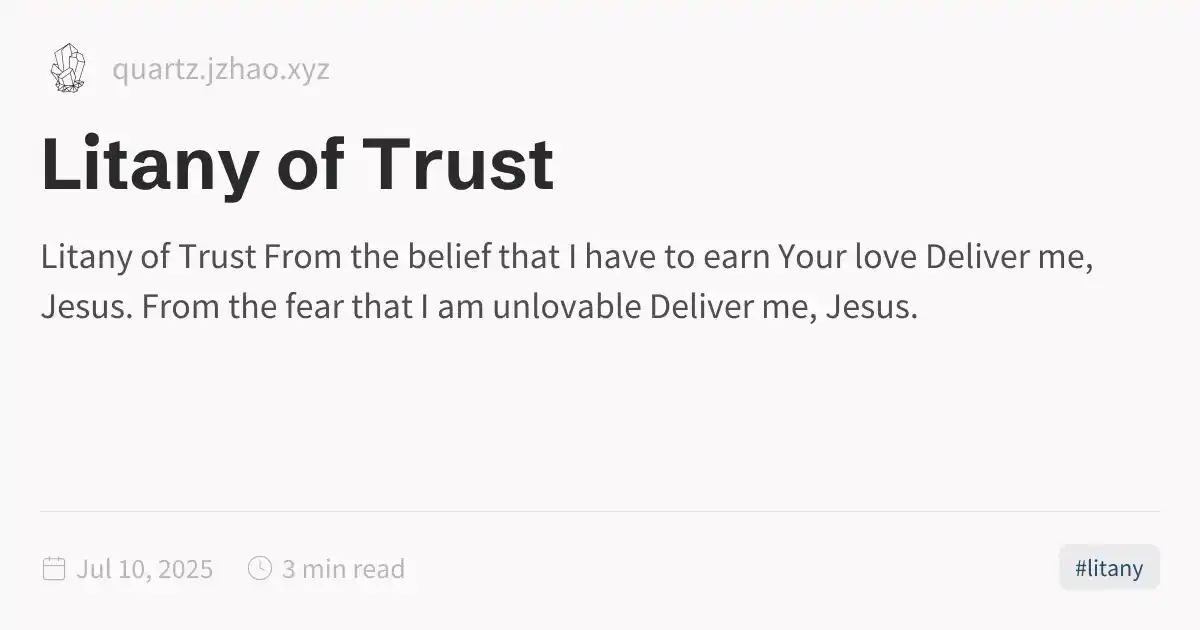 quartz.jzhao.xyz
Litany of Trust
Litany of Trust From the belief that I have to earn Your love Deliver me,
Jesus. From the fear that I am unlovable Deliver me, Jesus.
Jul 10, 2025 3 min read #litany